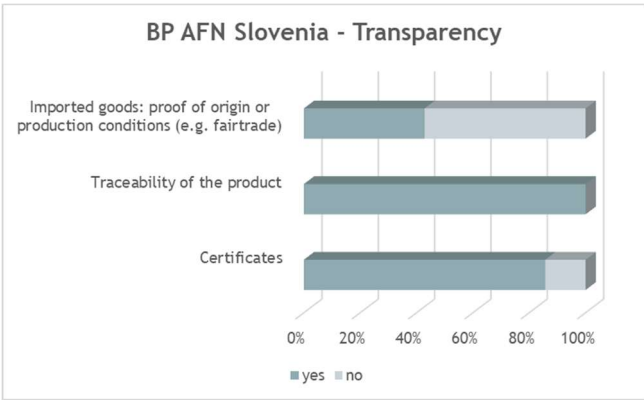 BP AFN Slovenia - Transparency
Imported goods: proof of origin or
production conditions (e.g. fairtrade)
Traceability of the product
Certificates
0% 20% 40% 60% 80% 100%
yes no